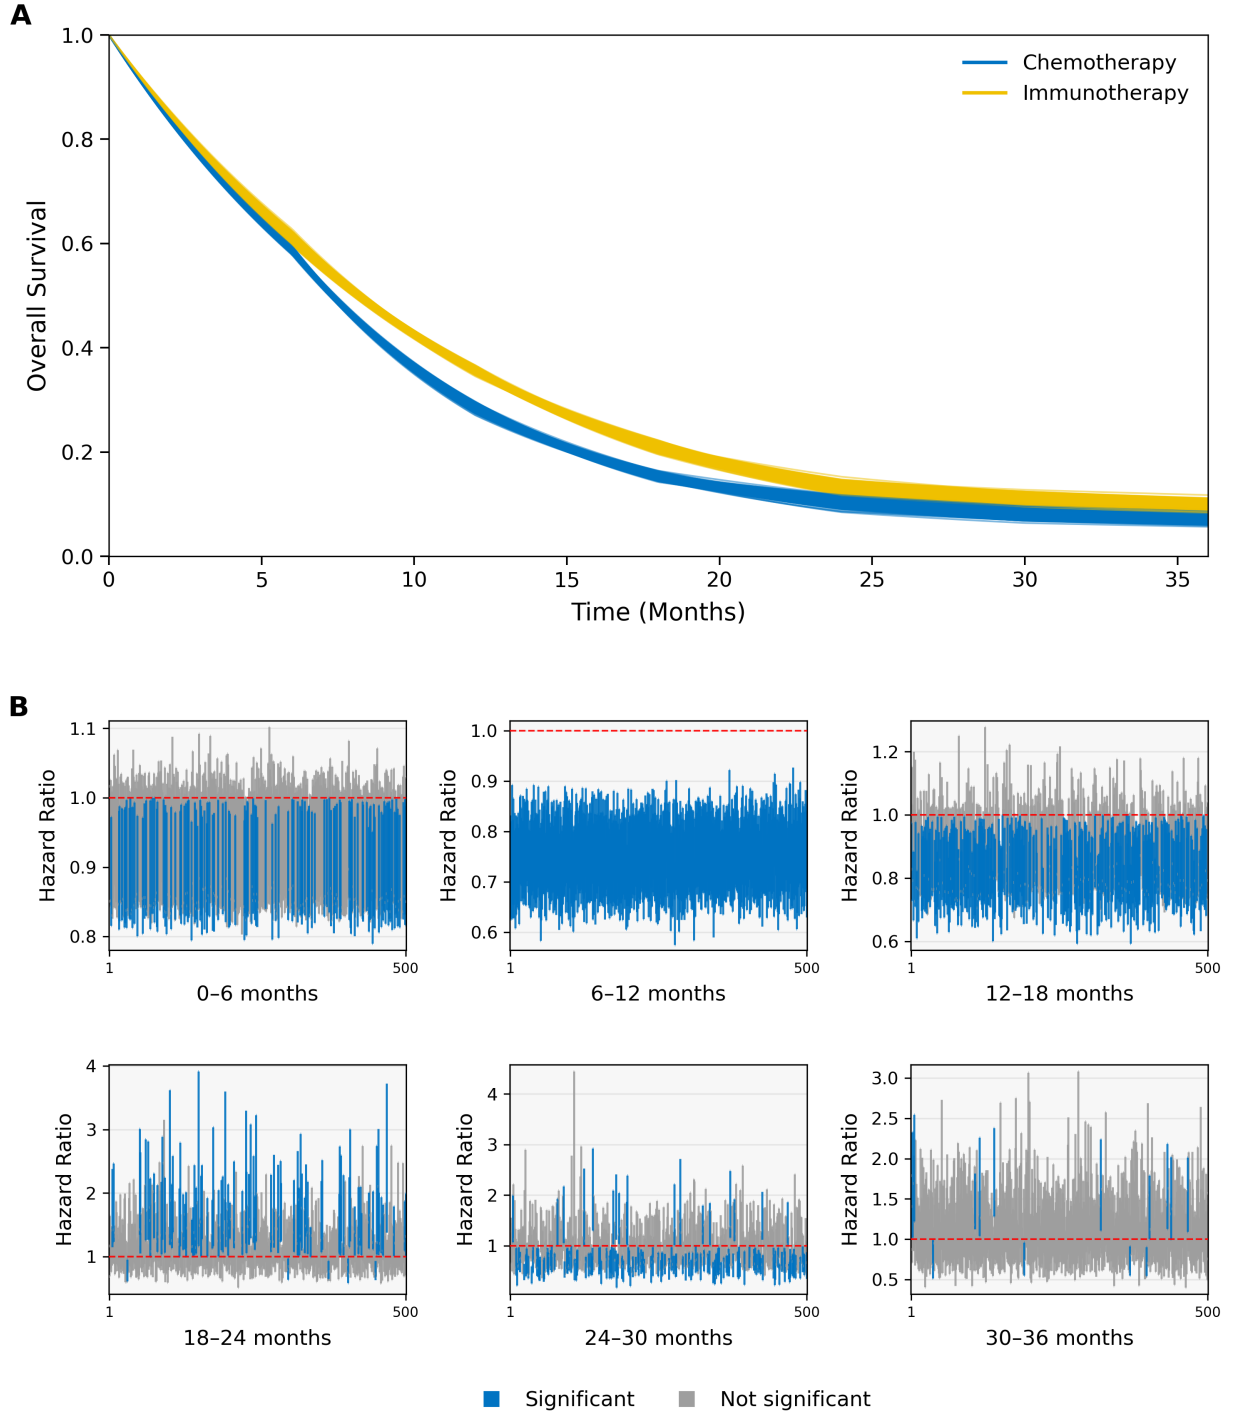 A
1.0
0.8
0.6
0.4
0.2
0.0
Overall Survival
Chemotherapy
Immunotherapy
0 5 10 15 20 25 30 35
Time (Months)
B
1.1
1.0
0.9
0.8
Hazard Ratio
1 500
0–6 months
1.0
0.9
0.8
0.7
0.6
Hazard Ratio
1 500
6–12 months
1.2
1.0
0.8
0.6
Hazard Ratio
1 500
12–18 months
4
3
2
1
Hazard Ratio
1 500
18–24 months
4
3
2
1
Hazard Ratio
1 500
24–30 months
3.0
2.5
2.0
1.5
1.0
0.5
Hazard Ratio
1 500
30–36 months
Significant Not significant